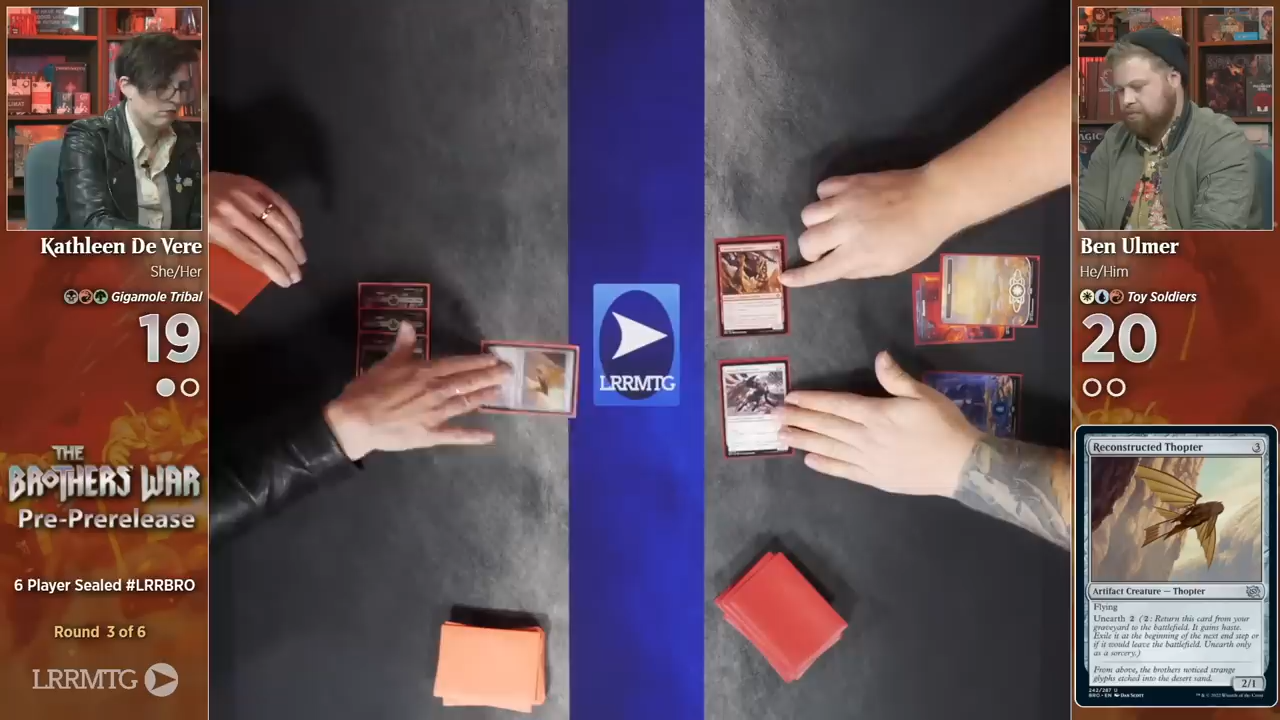 Kathleen De Vere
She/Her
Gigamole Tribal
19
THE
BROTHERS' WAR
Pre-Prerelease
6 Player Sealed #LRRBRO
Round 3 of 6
LRRMTG
LRRMTG
Ben Ulmer
He/Him
Toy Soldiers
20
Reconstructed Thopter 3
Artifact Creature — Thopter
Flying
Unearth 2 (2: Return this card from your
graveyard to the battlefield. It gains haste.
Exile it at the beginning of the next end step or
if it would leave the battlefield. Unearth only
as a sorcery.)
From above, the brothers noticed strange
glyphs etched into the desert sand.
2/1